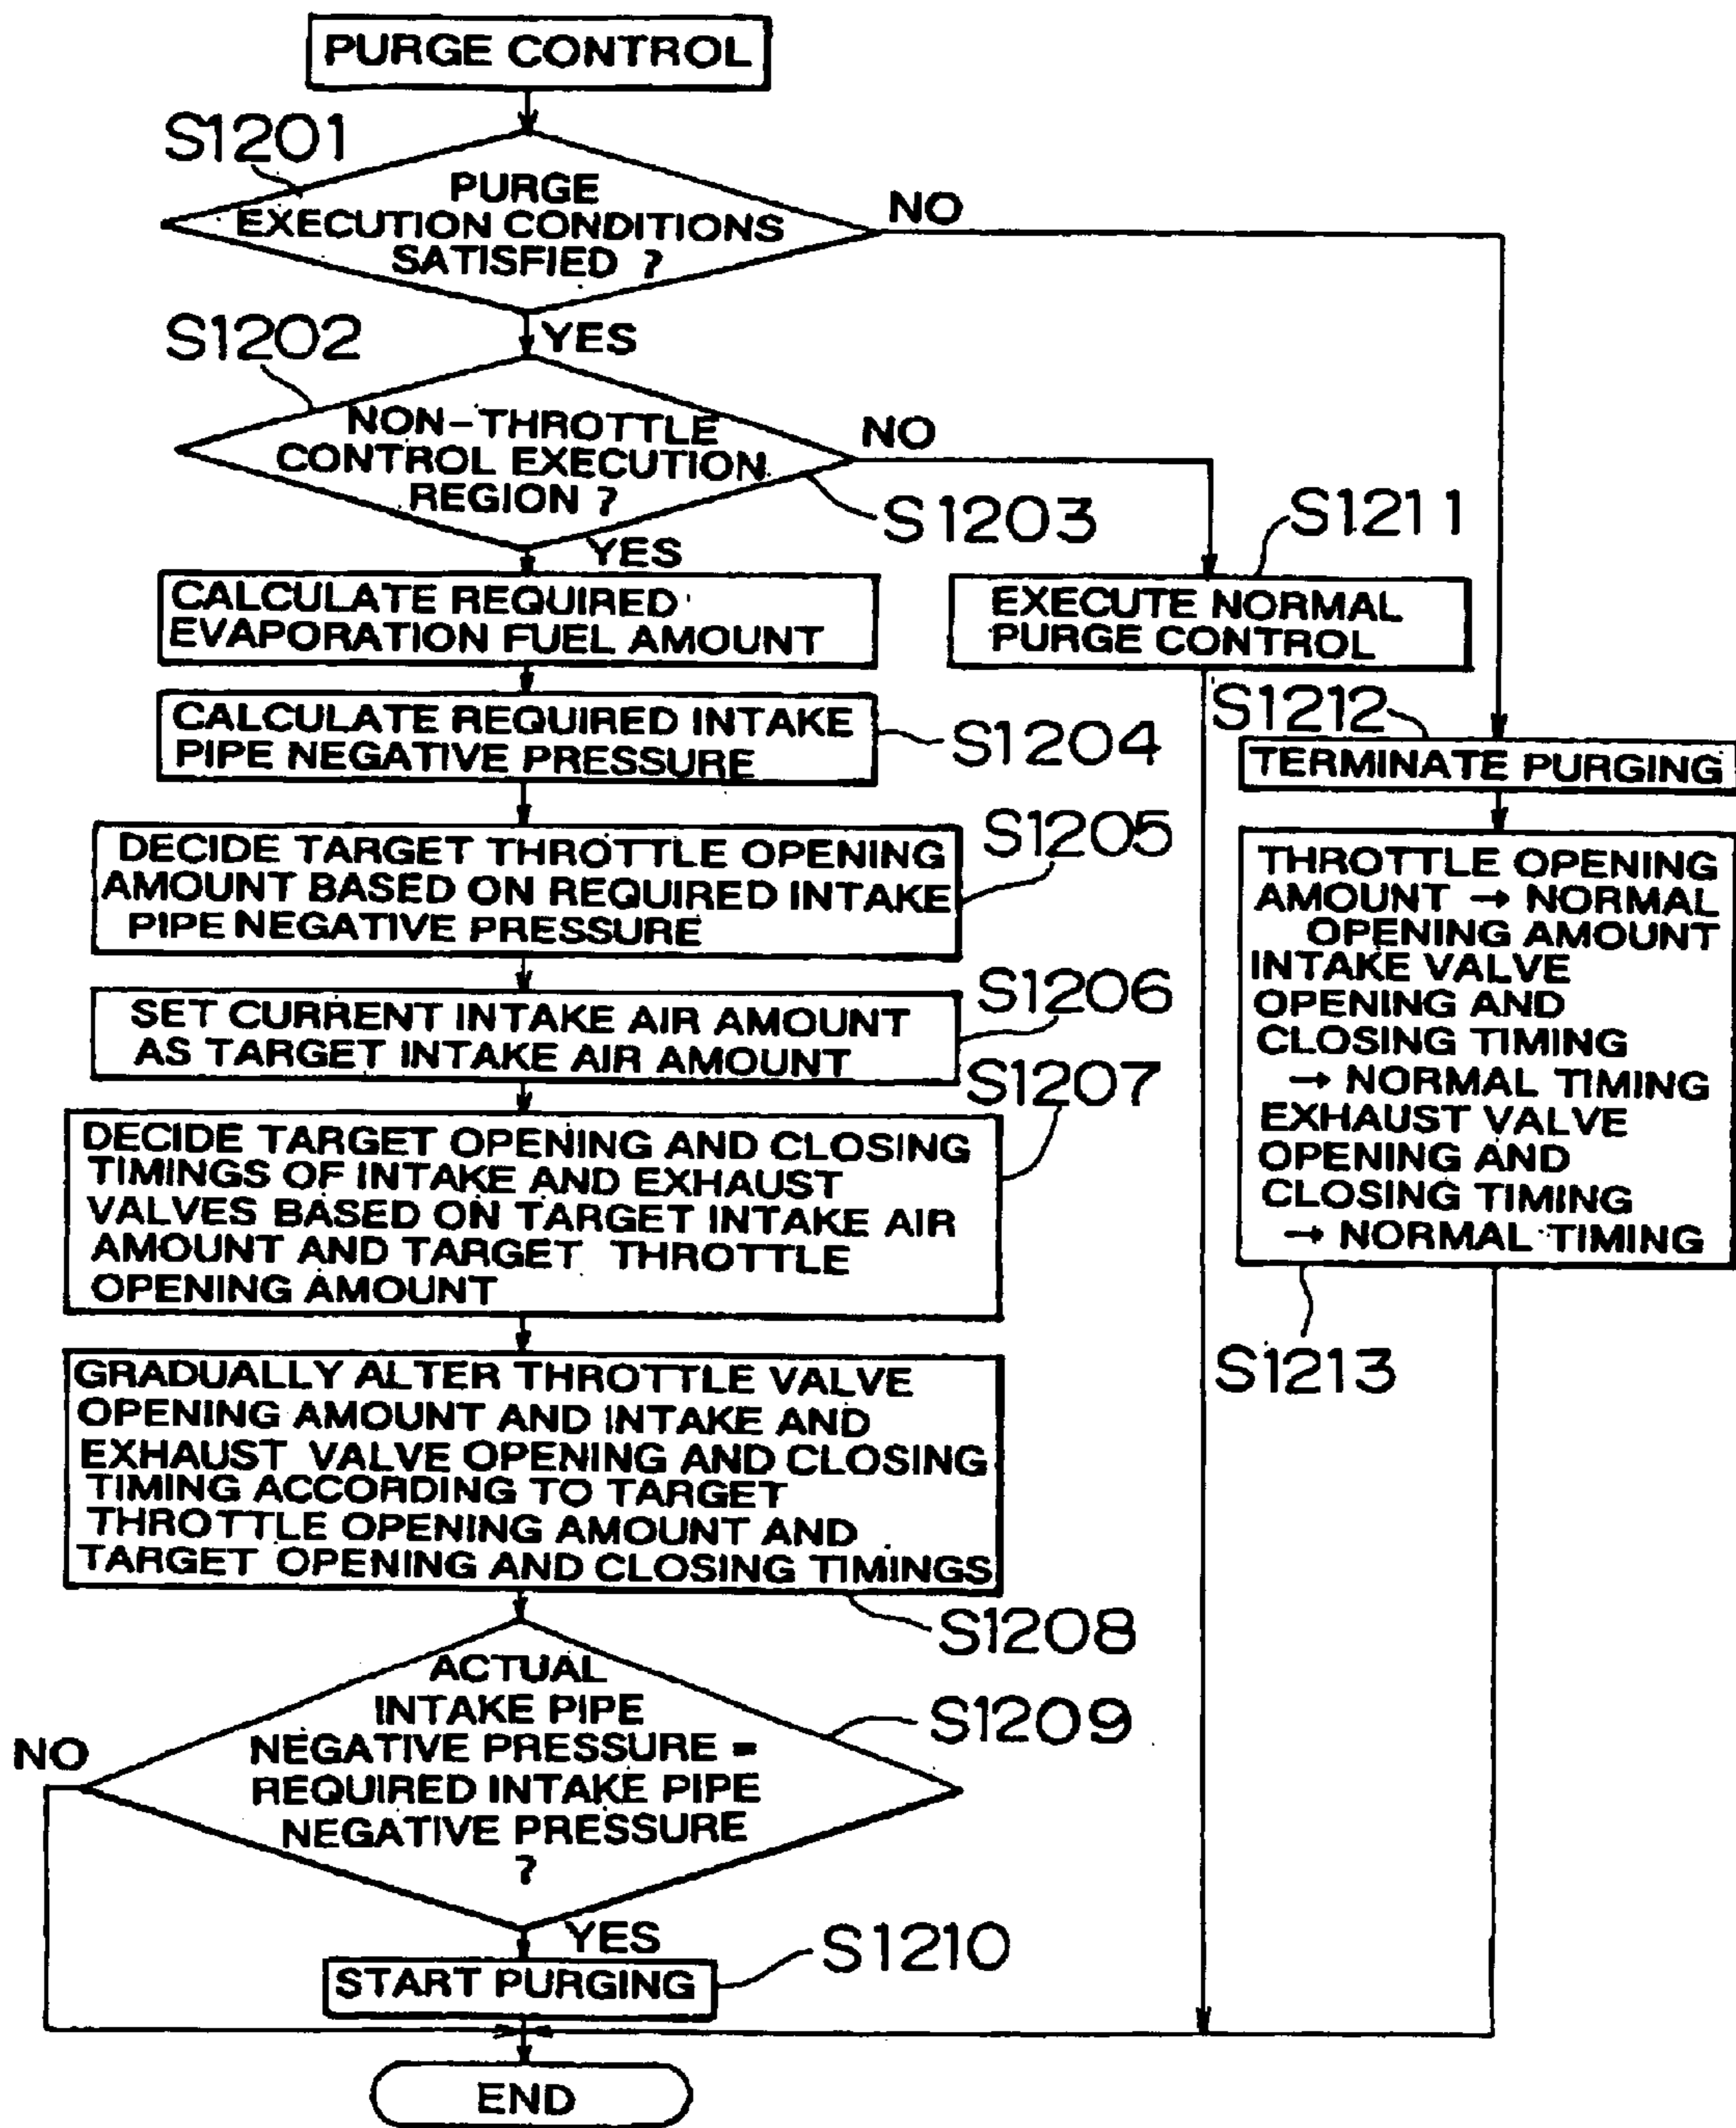 PURGE CONTROL
S1201
PURGE
EXECUTION CONDITIONS
SATISFIED ?
NO
YES
S1202
NON-THROTTLE
CONTROL EXECUTION
REGION ?
NO
S1203
YES
CALCULATE REQUIRED
EVAPORATION FUEL AMOUNT
S1211
EXECUTE NORMAL
PURGE CONTROL
CALCULATE REQUIRED INTAKE
PIPE NEGATIVE PRESSURE
S1204
S1212
TERMINATE PURGING
DECIDE TARGET THROTTLE OPENING
AMOUNT BASED ON REQUIRED INTAKE
PIPE NEGATIVE PRESSURE
S1205
SET CURRENT INTAKE AIR AMOUNT
AS TARGET INTAKE AIR AMOUNT
S1206
THROTTLE OPENING
AMOUNT → NORMAL
OPENING AMOUNT
INTAKE VALVE
OPENING AND
CLOSING TIMING
→ NORMAL TIMING
EXHAUST VALVE
OPENING AND
CLOSING TIMING
→ NORMAL TIMING
S1213
S1207
DECIDE TARGET OPENING AND CLOSING
TIMINGS OF INTAKE AND EXHAUST
VALVES BASED ON TARGET INTAKE AIR
AMOUNT AND TARGET THROTTLE
OPENING AMOUNT
GRADUALLY ALTER THROTTLE VALVE
OPENING AMOUNT AND INTAKE AND
EXHAUST VALVE OPENING AND CLOSING
TIMING ACCORDING TO TARGET
THROTTLE OPENING AMOUNT AND
TARGET OPENING AND CLOSING TIMINGS
S1208
ACTUAL
INTAKE PIPE
NEGATIVE PRESSURE =
REQUIRED INTAKE PIPE
NEGATIVE PRESSURE
?
S1209
NO
YES
START PURGING
S1210
END